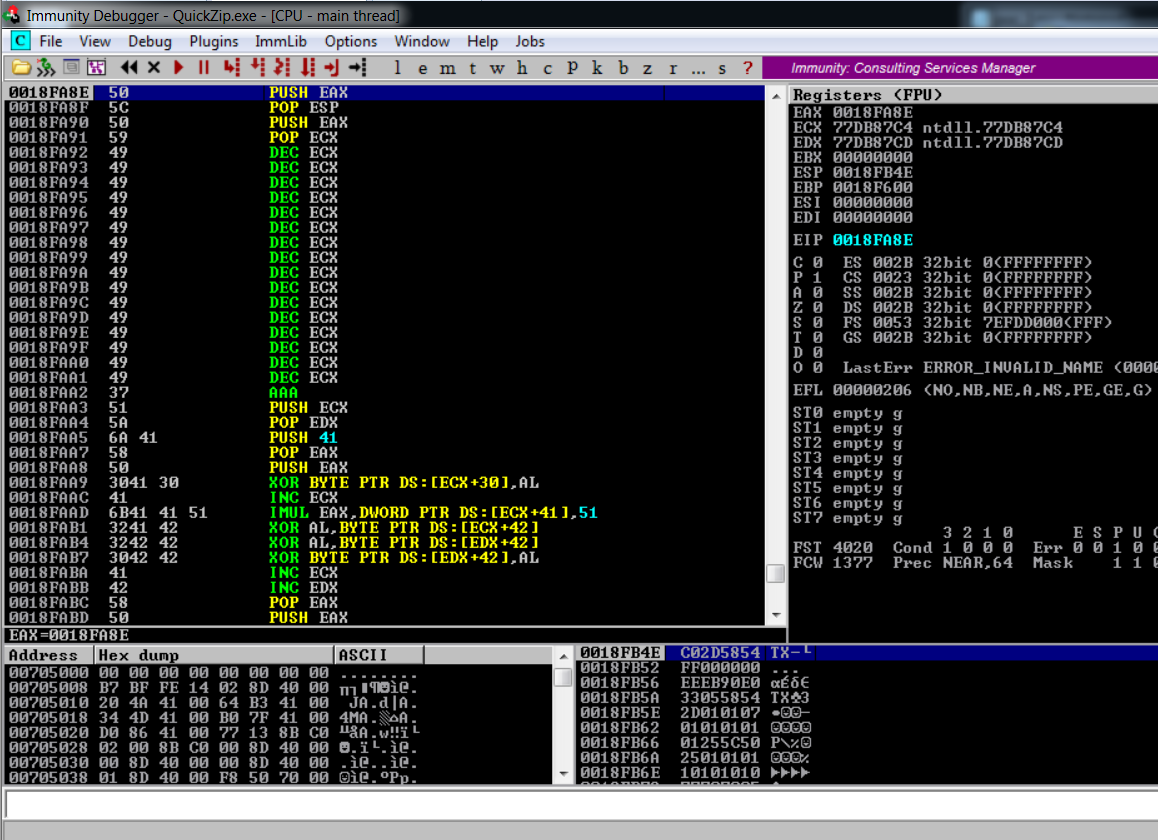 Immunity Debugger - QuickZip.exe - [CPU - main thread]
C File View Debug Plugins ImmLib Options Window Help Jobs
l e m t w h c P k b z r ... s ? Immunity: Consulting Services Manager
0018FA8E 50 PUSH EAX
0018FA8F 5C POP ESP
0018FA90 50 PUSH EAX
0018FA91 59 POP ECX
0018FA92 49 DEC ECX
0018FA93 49 DEC ECX
0018FA94 49 DEC ECX
0018FA95 49 DEC ECX
0018FA96 49 DEC ECX
0018FA97 49 DEC ECX
0018FA98 49 DEC ECX
0018FA99 49 DEC ECX
0018FA9A 49 DEC ECX
0018FA9B 49 DEC ECX
0018FA9C 49 DEC ECX
0018FA9D 49 DEC ECX
0018FA9E 49 DEC ECX
0018FA9F 49 DEC ECX
0018FAA0 49 DEC ECX
0018FAA1 49 DEC ECX
0018FAA2 37 AAA
0018FAA3 51 PUSH ECX
0018FAA4 5A POP EDX
0018FAA5 6A 41 PUSH 41
0018FAA7 58 POP EAX
0018FAA8 50 PUSH EAX
0018FAA9 3041 30 XOR BYTE PTR DS:[ECX+30],AL
0018FAAC 41 INC ECX
0018FAAD 6B41 41 51 IMUL EAX,DWORD PTR DS:[ECX+41],51
0018FAB1 3241 42 XOR AL,BYTE PTR DS:[ECX+42]
0018FAB4 3242 42 XOR AL,BYTE PTR DS:[EDX+42]
0018FAB7 3042 42 XOR BYTE PTR DS:[EDX+42],AL
0018FABA 41 INC ECX
0018FABB 42 INC EDX
0018FABC 58 POP EAX
0018FABD 50 PUSH EAX
EAX=0018FA8E
Registers (FPU)
EAX 0018FA8E
ECX 77DB87C4 ntdll.77DB87C4
EDX 77DB87CD ntdll.77DB87CD
EBX 00000000
ESP 0018FB4E
EBP 0018F600
ESI 00000000
EDI 00000000
EIP 0018FA8E
C 0 ES 002B 32bit 0(FFFFFFFF)
P 1 CS 0023 32bit 0(FFFFFFFF)
A 0 SS 002B 32bit 0(FFFFFFFF)
Z 0 DS 002B 32bit 0(FFFFFFFF)
S 0 FS 0053 32bit 7EFDD000(FFF)
T 0 GS 002B 32bit 0(FFFFFFFF)
D 0
O 0 LastErr ERROR_INVALID_NAME (0000
EFL 00000206 (NO,NB,NE,A,NS,PE,GE,G)
ST0 empty g
ST1 empty g
ST2 empty g
ST3 empty g
ST4 empty g
ST5 empty g
ST6 empty g
ST7 empty g
3 2 1 0 E S P U
FST 4020 Cond 1 0 0 0 Err 0 0 1 0
FCW 1377 Prec NEAR,64 Mask 1 1
Address Hex dump ASCII
00705000 00 00 00 00 00 00 00 00 ........
00705008 B7 BF FE 14 02 8D 40 00
00705010 20 4A 41 00 64 B3 41 00 JA.d│A.
00705018 34 4D 41 00 B0 7F 41 00 4MA.░⌂A.
00705020 D0 86 41 00 77 13 8B C0 ╨åA.w‼ï└
00705028 02 00 8B C0 00 8D 40 00 ☻.ï└.ì@.
00705030 00 8D 40 00 00 8D 40 00 .ì@..ì@.
00705038 01 8D 40 00 F8 50 70 00 ☺ì@.°Pp.
0018FB4E C02D5854 TX-└
0018FB52 FF000000 ...
0018FB56 EEEB90E0 αÉδε
0018FB5A 33055854 TX♣3
0018FB5E 2D010107 •☺☺-
0018FB62 01010101 ☺☺☺☺
0018FB66 01255C50 P\%☺
0018FB6A 25010101 ☺☺☺%
0018FB6E 10101010 ►►►►